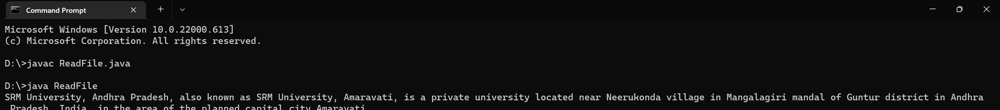 Command Prompt
Microsoft Windows [Version 10.0.22000.613]
(c) Microsoft Corporation. All rights reserved.
D:\>javac ReadFile.java
D:\>java ReadFile
SRM University, Andhra Pradesh, also known as SRM University, Amaravati, is a private university located near Neerukonda village in Mangalagiri mandal of Guntur district in Andhra
Pradesh, India, in the area of the planned capital city Amaravati